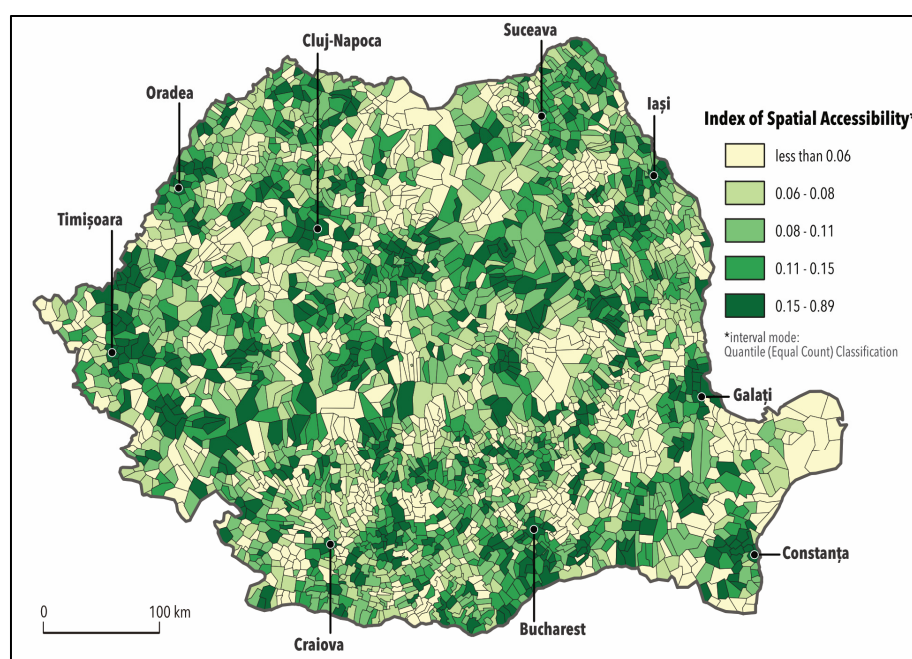 Suceava
Cluj-Napoca
Oradea
Iași
Index of Spatial Accessibility*
less than 0.06
0.06 - 0.08
Timișoara
0.08 - 0.11
0.11 - 0.15
0.15 - 0.89
*interval mode:
Quantile (Equal Count) Classification
Galați
Constanța
0 100 km
Bucharest
Craiova